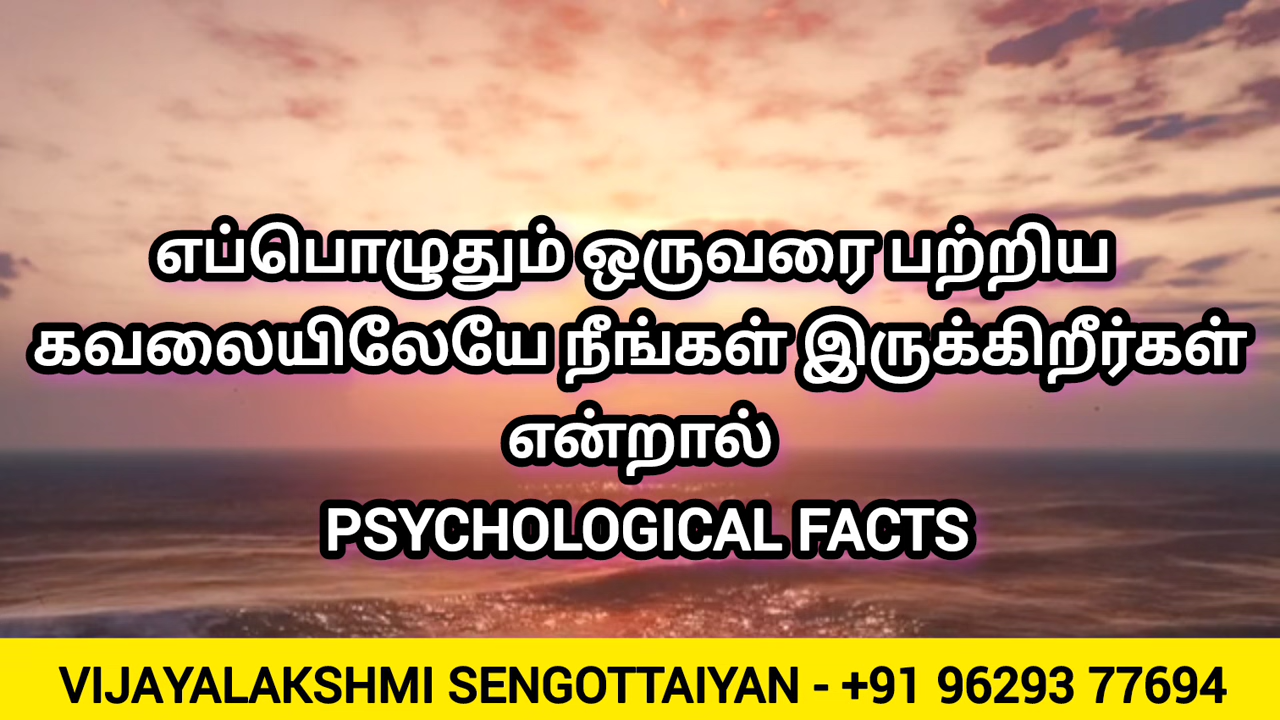 எப்பொழுதும் ஒருவரை பற்றிய
கவலையிலேயே நீங்கள் இருக்கிறீர்கள்
என்றால்
PSYCHOLOGICAL FACTS
VIJAYALAKSHMI SENGOTTAIYAN - +91 96293 77694